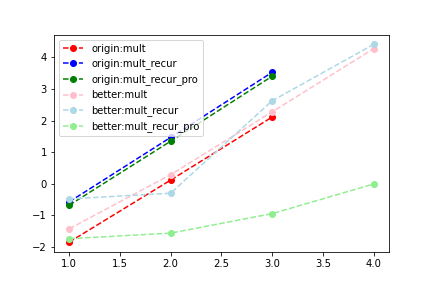 origin:mult
origin:mult_recur
origin:mult_recur_pro
better:mult
better:mult_recur
better:mult_recur_pro
4
3
2
1
0
−1
−2
1.0 1.5 2.0 2.5 3.0 3.5 4.0